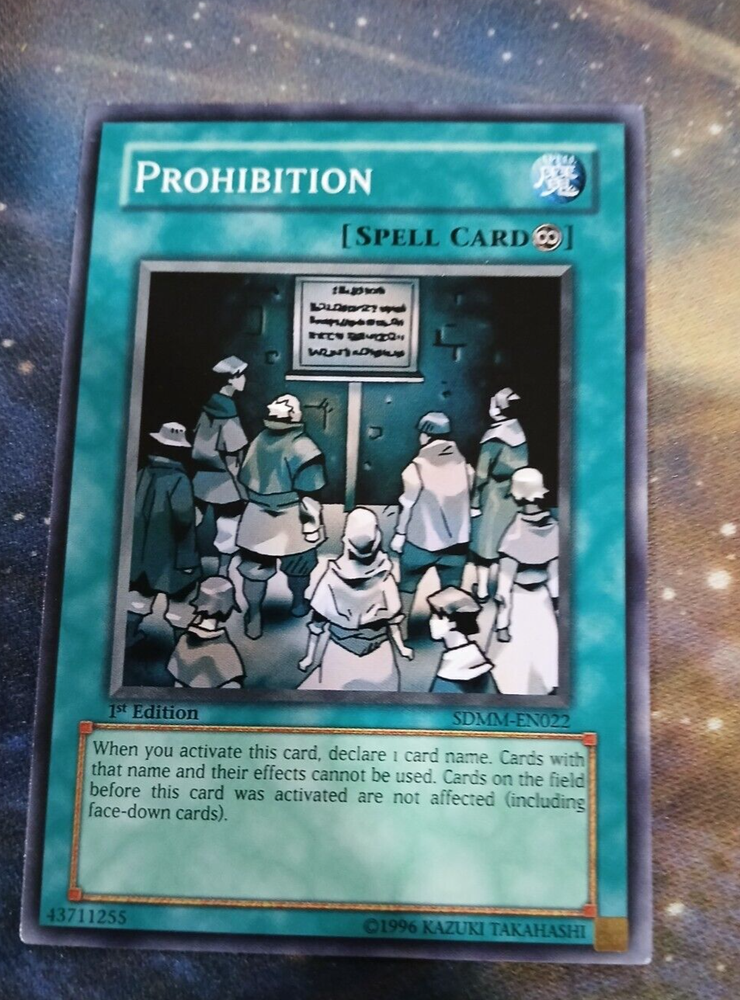 PROHIBITION
[SPELL CARD]
1st Edition
SDMM-EN022
When you activate this card, declare 1 card name. Cards with
that name and their effects cannot be used. Cards on the field
before this card was activated are not affected (including
face-down cards).
43711255
©1996 KAZUKI TAKAHASHI